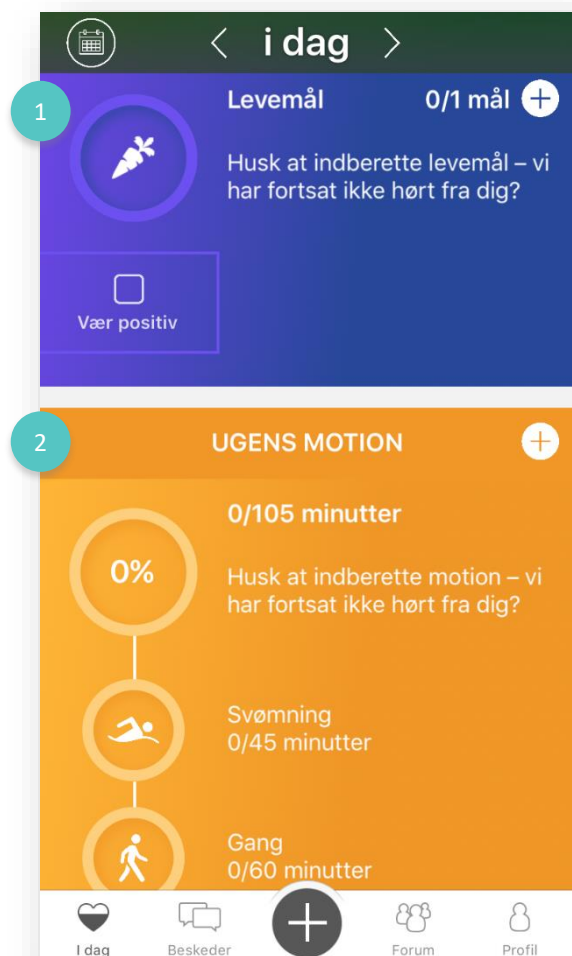 i dag
1
Levemål 0/1 mål
Husk at indberette levemål – vi
har fortsat ikke hørt fra dig?
Vær positiv
2
UGENS MOTION
0/105 minutter
0%
Husk at indberette motion – vi
har fortsat ikke hørt fra dig?
Svømning
0/45 minutter
Gang
0/60 minutter
I dag Beskeder Forum Profil